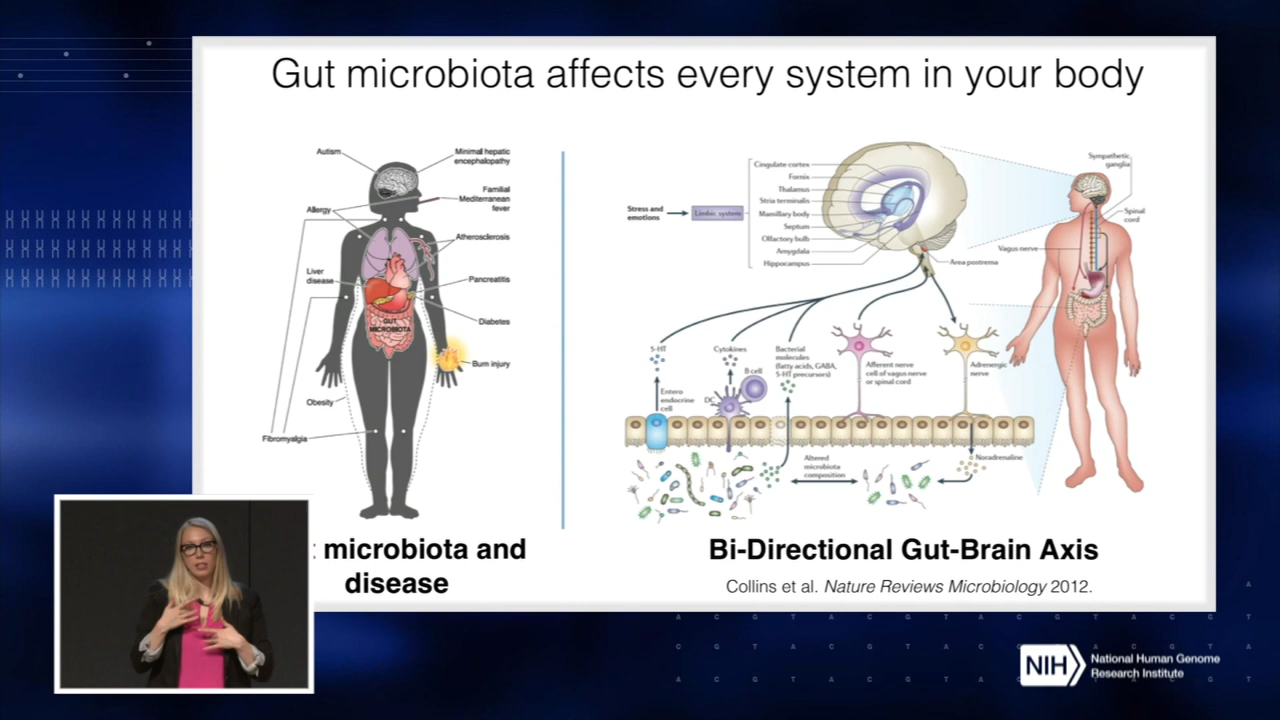 Gut microbiota affects every system in your body
Autism
Minimal hepatic
encephalopathy
Familial
Mediterranean
fever
Allergy
Atherosclerosis
Liver
disease
Pancreatitis
GUT
MICROBIOTA
Diabetes
Burn injury
Obesity
Fibromyalgia
microbiota and
disease
Stress and
emotions
Limbic system
Cingulate cortex
Fornix
Thalamus
Stria terminalis
Mamillary body
Septum
Olfactory bulb
Amygdala
Hippocampus
Area postrema
Sympathetic
ganglia
Spinal
cord
Vagus nerve
5-HT
Cytokines
Bacterial
molecules
(fatty acids, GABA,
5-HT precursors)
Afferent nerve
cell of vagus nerve
or spinal cord
Adrenergic
nerve
Entero
endocrine
cell
DC
B cell
Altered
microbiota
composition
Noradrenaline
Bi-Directional Gut-Brain Axis
Collins et al. Nature Reviews Microbiology 2012.
NIH
National Human Genome
Research Institute